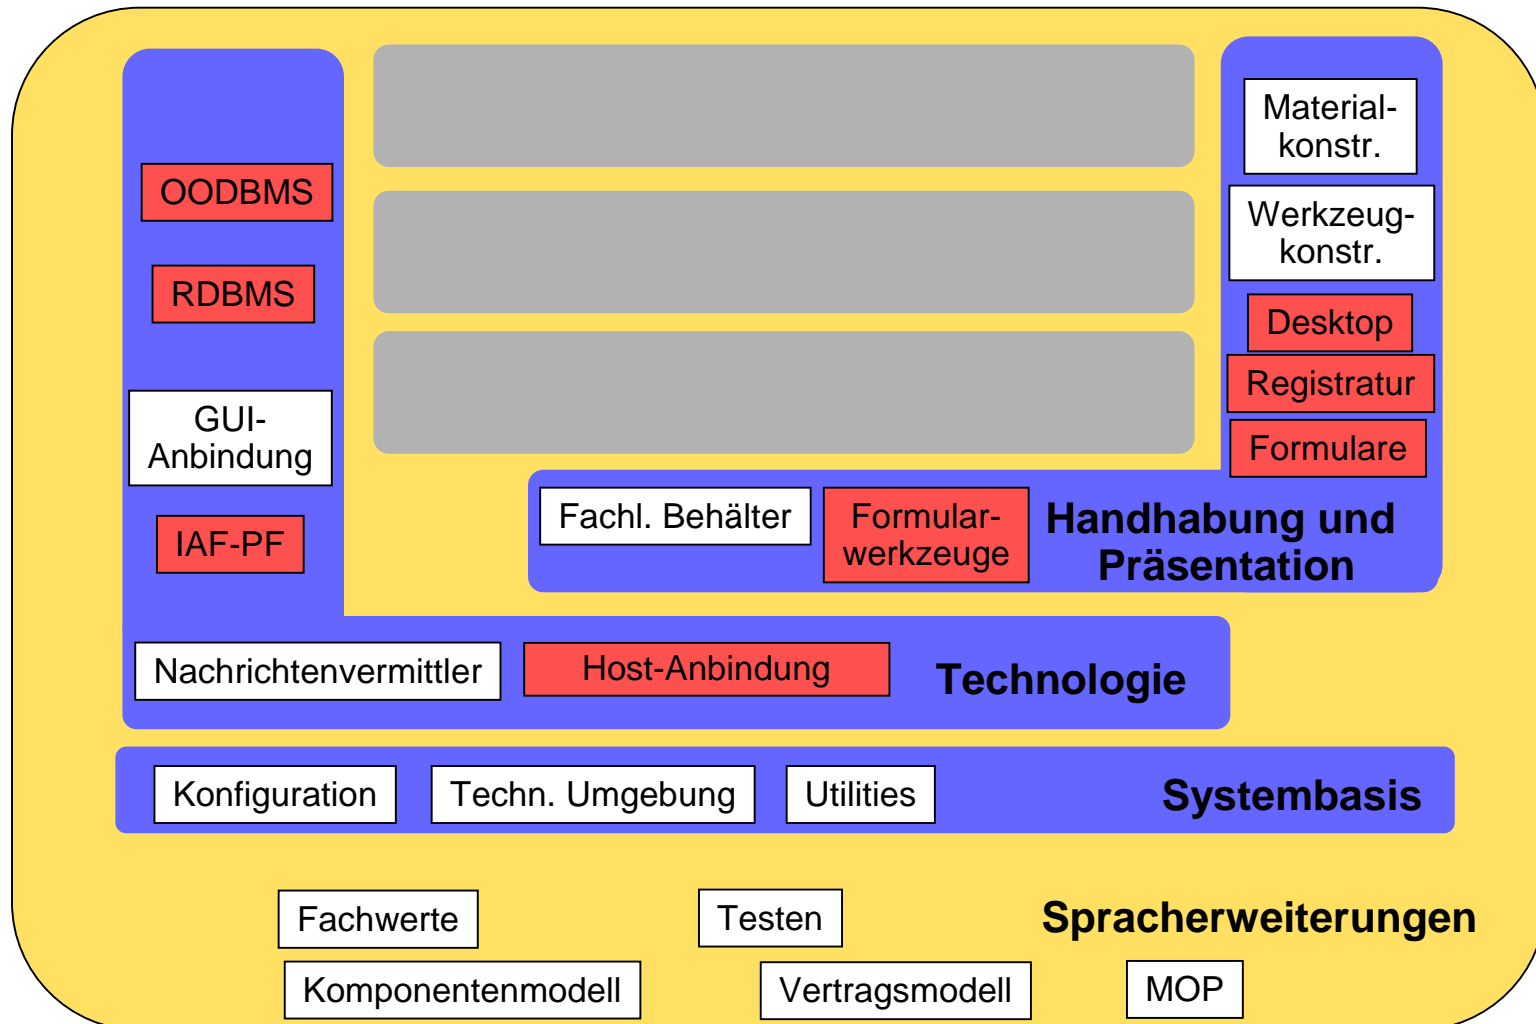 Material-
konstr.
OODBMS
Werkzeug-
konstr.
RDBMS
Desktop
Registratur
GUI-
Anbindung
Formulare
Fachl. Behälter
Formular-
werkzeuge
Handhabung und
Präsentation
IAF-PF
Nachrichtenvermittler
Host-Anbindung
Technologie
Konfiguration
Techn. Umgebung
Utilities
Systembasis
Fachwerte
Testen
Spracherweiterungen
Komponentenmodell
Vertragsmodell
MOP